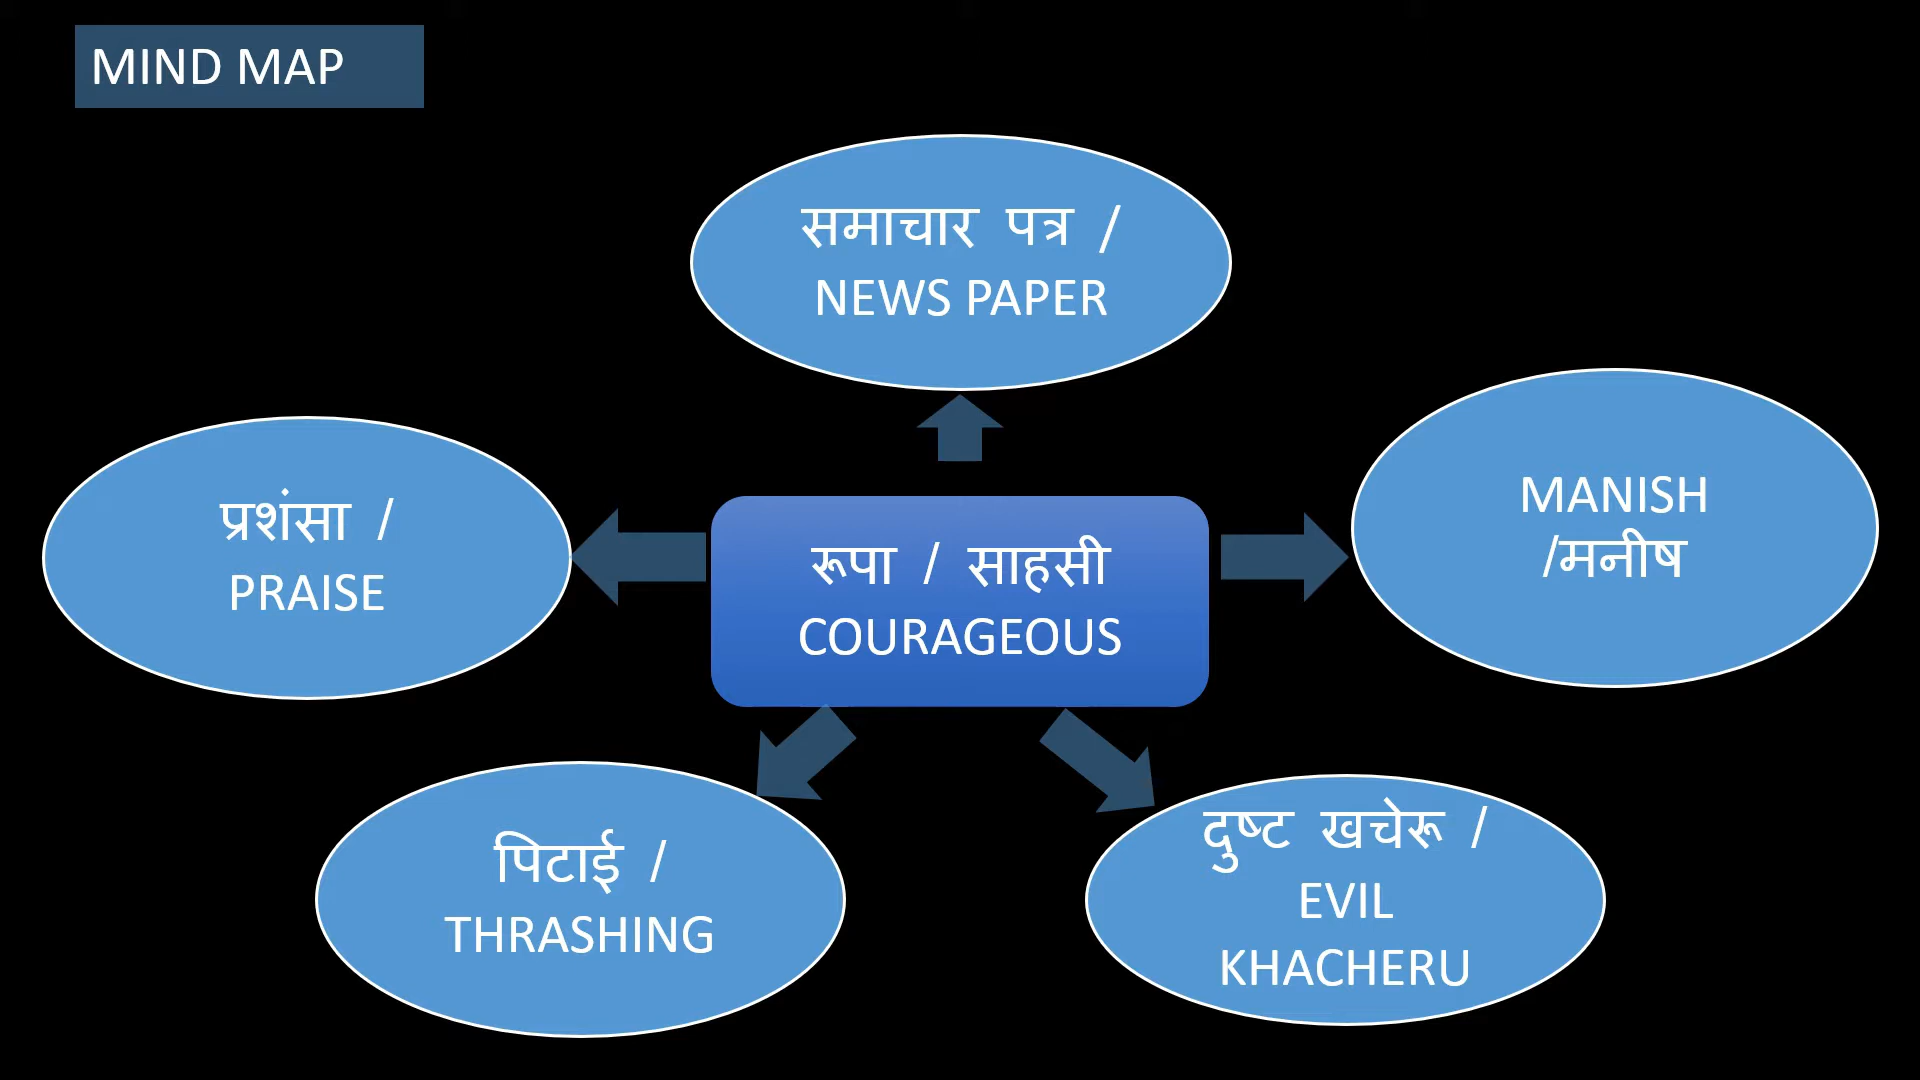 MIND MAP
समाचार पत्र /
NEWS PAPER
प्रशंसा /
PRAISE
रूपा / साहसी
COURAGEOUS
MANISH
/मनीष
पिटाई /
THRASHING
दुष्ट खचेरू /
EVIL
KHACHERU